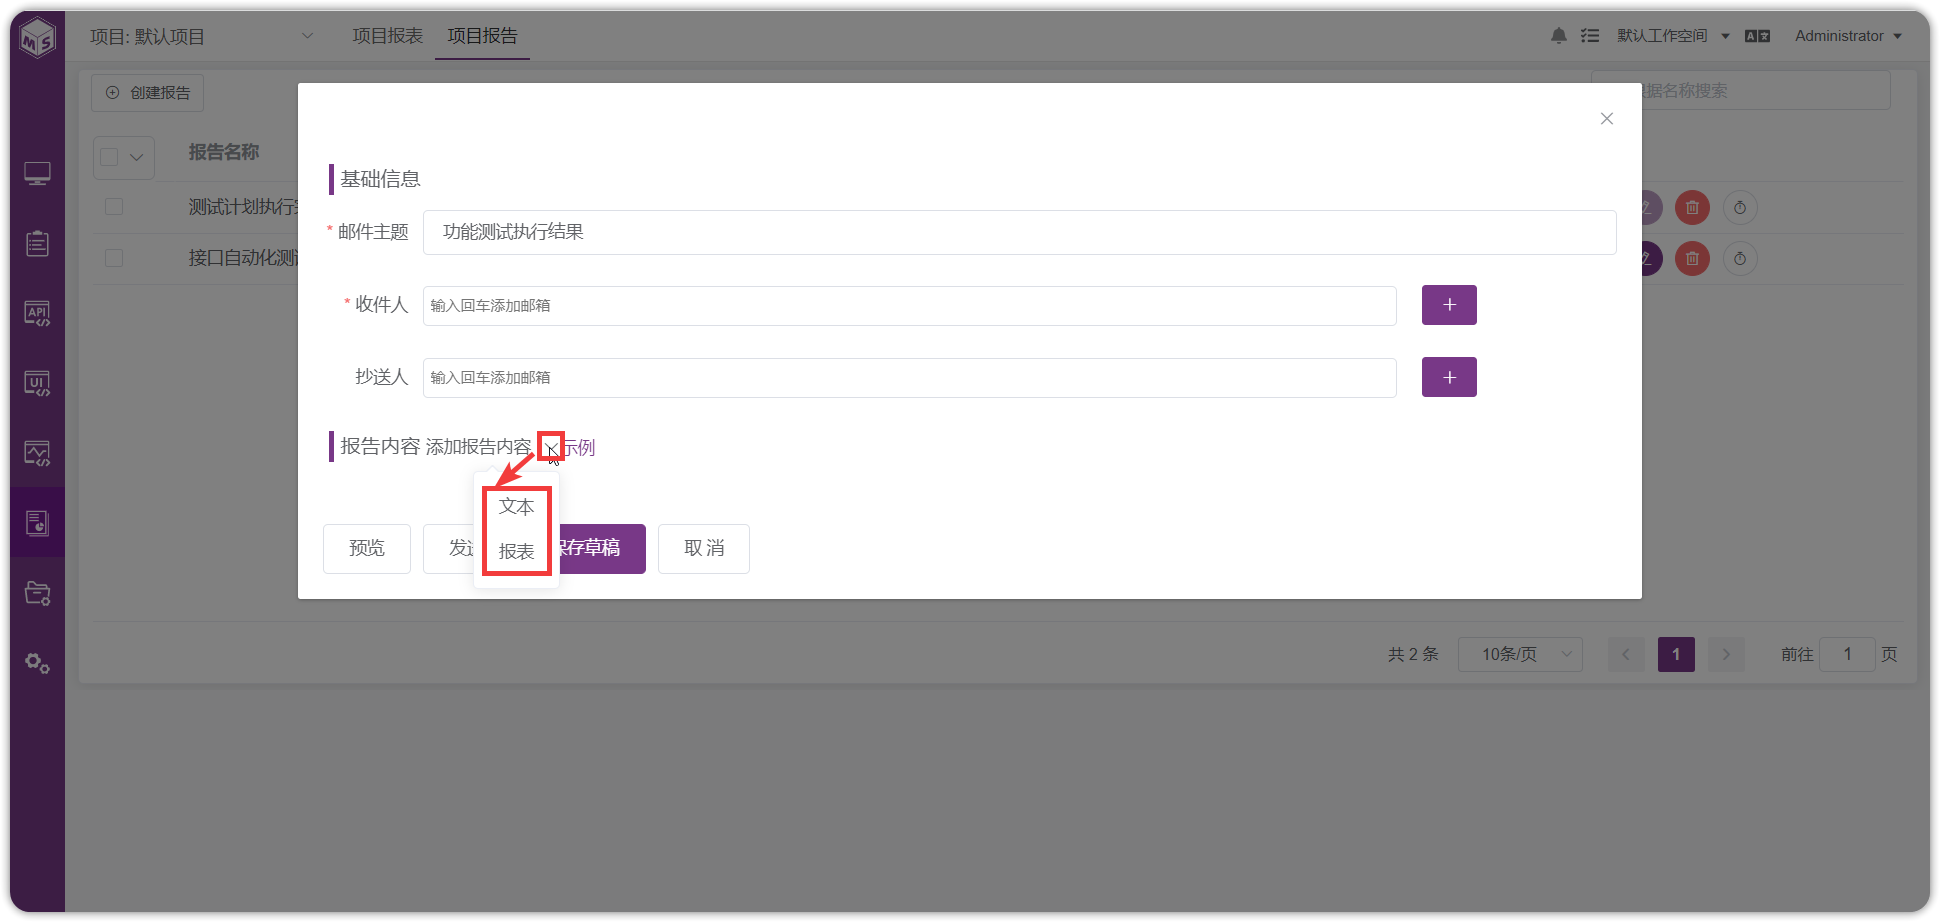 MS
项目: 默认项目
项目报表
项目报告
默认工作空间
Administrator
创建报告
据名称搜索
报告名称
测试计划执行
接口自动化测
API
UI
基础信息
* 邮件主题
功能测试执行结果
* 收件人
输入回车添加邮箱
+
抄送人
输入回车添加邮箱
+
报告内容 添加报告内容
示例
文本
报表
预览
发
存草稿
取 消
共 2 条
10条/页
1
前往
1
页